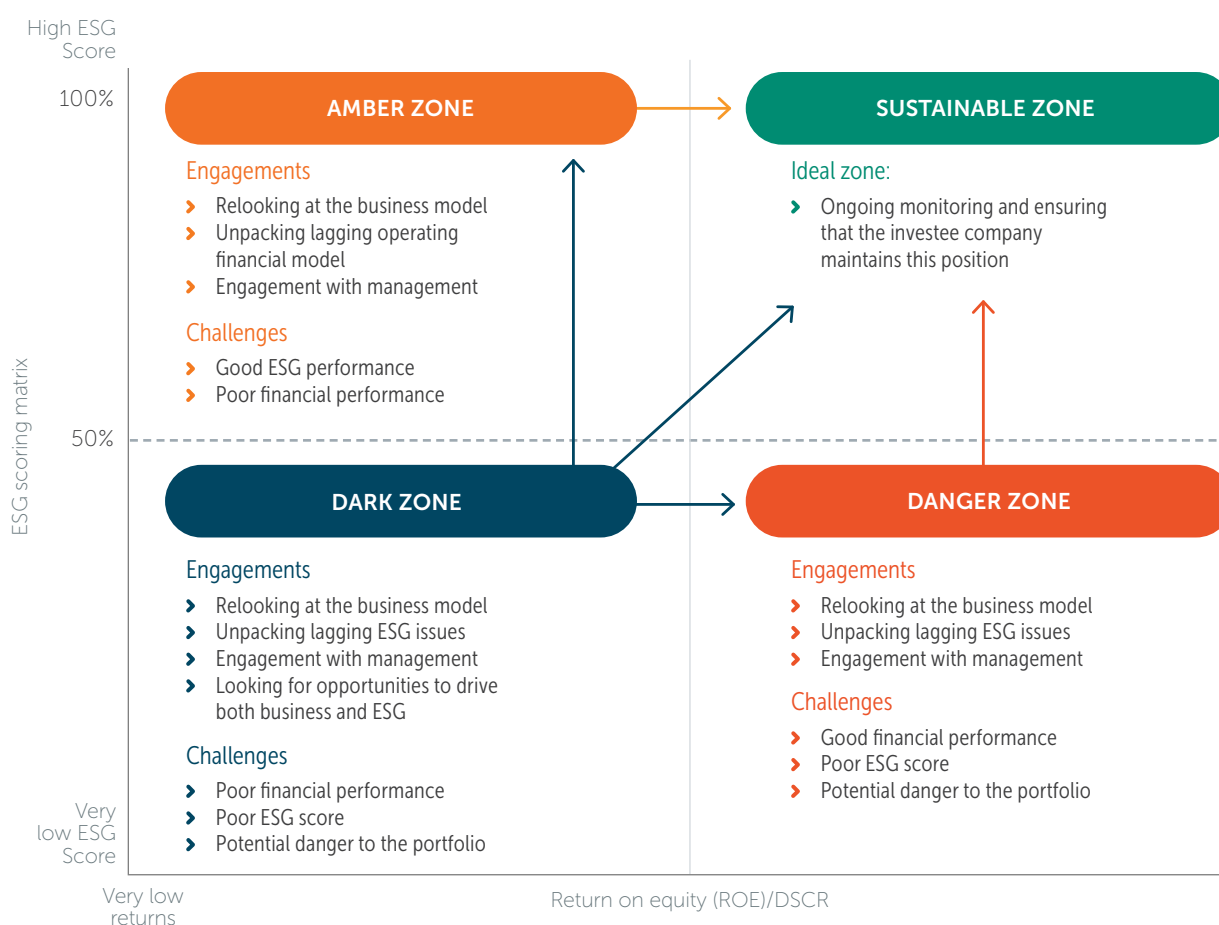 High ESG
Score
100%
AMBER ZONE
Engagements
Relooking at the business model
Unpacking lagging operating
financial model
Engagement with management
Challenges
Good ESG performance
Poor financial performance
SUSTAINABLE ZONE
Ideal zone:
Ongoing monitoring and ensuring
that the investee company
maintains this position
ESG scoring matrix
50%
DARK ZONE
Engagements
Relooking at the business model
Unpacking lagging ESG issues
Engagement with management
Looking for opportunities to drive
both business and ESG
Challenges
Poor financial performance
Poor ESG score
Potential danger to the portfolio
DANGER ZONE
Engagements
Relooking at the business model
Unpacking lagging ESG issues
Engagement with management
Challenges
Good financial performance
Poor ESG score
Potential danger to the portfolio
Very
low ESG
Score
Very low
returns
Return on equity (ROE)/DSCR